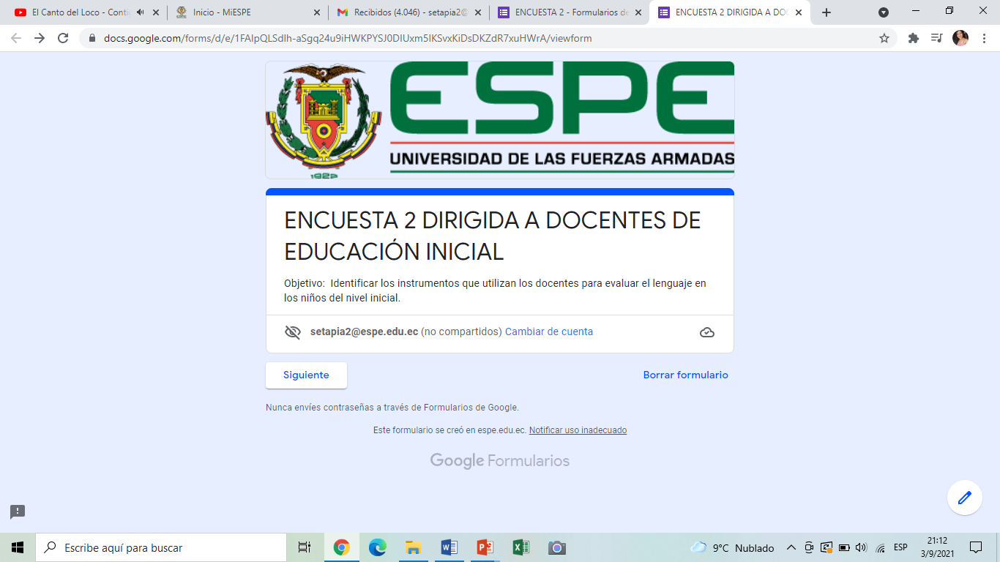 El Canto del Loco - Conti
Inicio - MiESPE
Recibidos (4.046) - setapia2@
ENCUESTA 2 - Formularios de
ENCUESTA 2 DIRIGIDA A DOC
docs.google.com/forms/d/e/1FAIpQLSdlh-aSgq24u9iHWKPYSJ0DIUxm5IKSvxKiDsDKZdR7xuHWrA/viewform
ESPE
UNIVERSIDAD DE LAS FUERZAS ARMADAS
1922
ENCUESTA 2 DIRIGIDA A DOCENTES DE
EDUCACIÓN INICIAL
Objetivo: Identificar los instrumentos que utilizan los docentes para evaluar el lenguaje en
los niños del nivel inicial.
setapia2@espe.edu.ec (no compartidos) Cambiar de cuenta
Siguiente
Borrar formulario
Nunca envíes contraseñas a través de Formularios de Google.
Este formulario se creó en espe.edu.ec. Notificar uso inadecuado
Google Formularios
Escribe aquí para buscar
9°C Nublado
ESP
21:12
3/9/2021